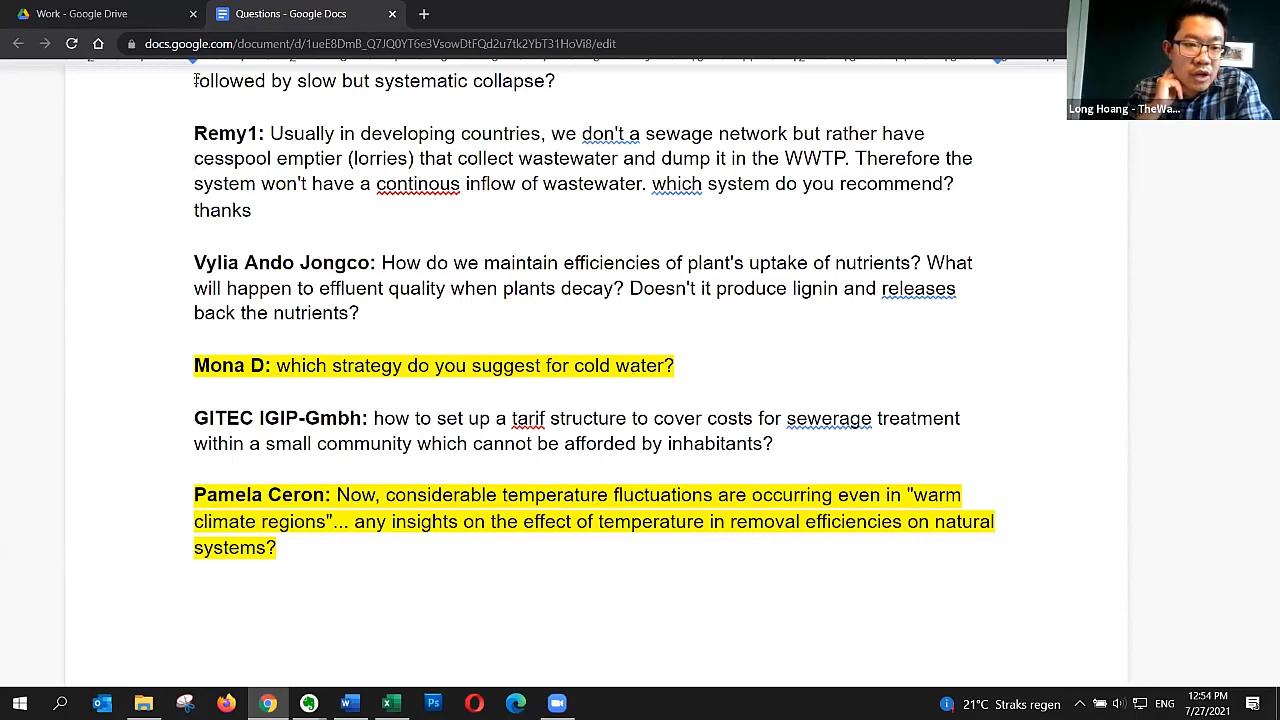 Work - Google Drive
Questions - Google Docs
docs.google.com/document/d/1ueE8DmB_Q7JQ0YT6e3VsowDtFQd2u7tk2YbT31HoVi8/edit
Long Hoang - TheWa...
followed by slow but systematic collapse?
Remy1: Usually in developing countries, we don't a sewage network but rather have
cesspool emptier (lorries) that collect wastewater and dump it in the WWTP. Therefore the
system won't have a continous inflow of wastewater. which system do you recommend?
thanks
Vylia Ando Jongco: How do we maintain efficiencies of plant's uptake of nutrients? What
will happen to effluent quality when plants decay? Doesn't it produce lignin and releases
back the nutrients?
Mona D: which strategy do you suggest for cold water?
GITEC IGIP-Gmbh: how to set up a tarif structure to cover costs for sewerage treatment
within a small community which cannot be afforded by inhabitants?
Pamela Ceron: Now, considerable temperature fluctuations are occurring even in "warm
climate regions"... any insights on the effect of temperature in removal efficiencies on natural
systems?
21°C Straks regen
ENG
12:54 PM
7/27/2021